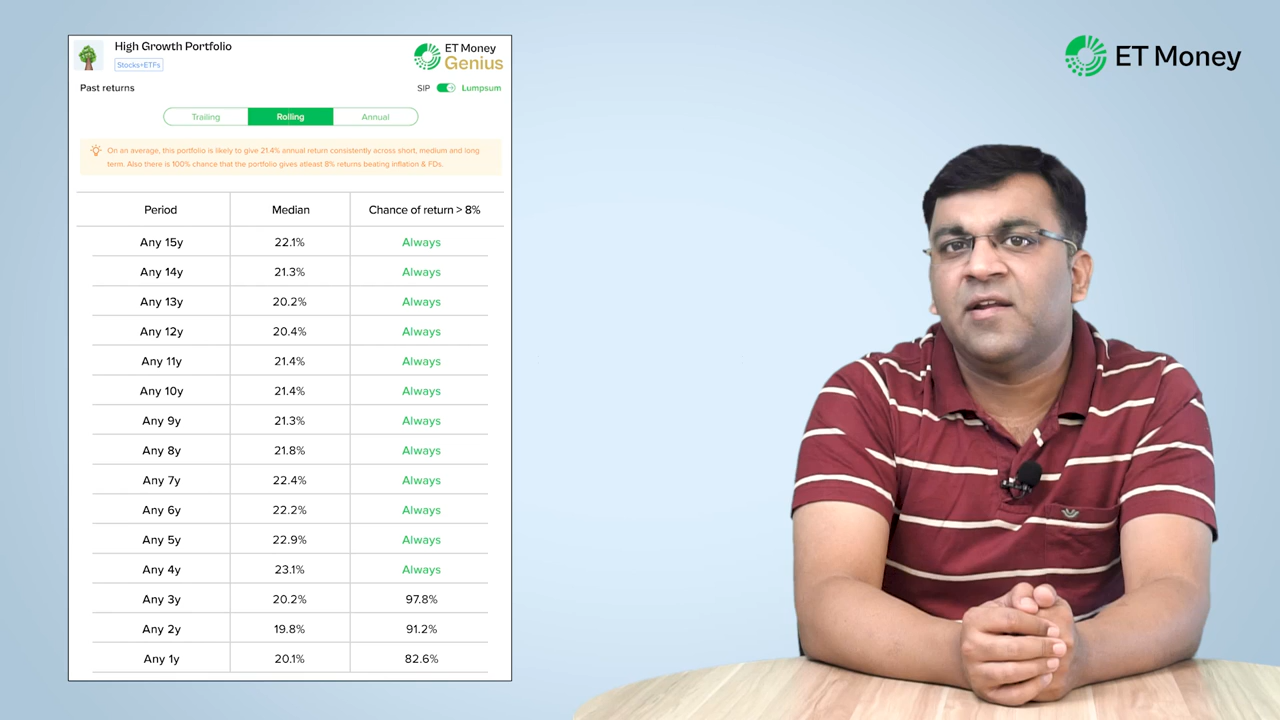 High Growth Portfolio
Stocks+ETFs
ET Money
Genius
Past returns
SIP Lumpsum
Trailing Rolling Annual
On an average, this portfolio is likely to give 21.4% annual return consistently across short, medium and long
term. Also there is 100% chance that the portfolio gives atleast 8% returns beating inflation & FDs.
Period Median Chance of return > 8%
Any 15y 22.1% Always
Any 14y 21.3% Always
Any 13y 20.2% Always
Any 12y 20.4% Always
Any 11y 21.4% Always
Any 10y 21.4% Always
Any 9y 21.3% Always
Any 8y 21.8% Always
Any 7y 22.4% Always
Any 6y 22.2% Always
Any 5y 22.9% Always
Any 4y 23.1% Always
Any 3y 20.2% 97.8%
Any 2y 19.8% 91.2%
Any 1y 20.1% 82.6%
ET Money